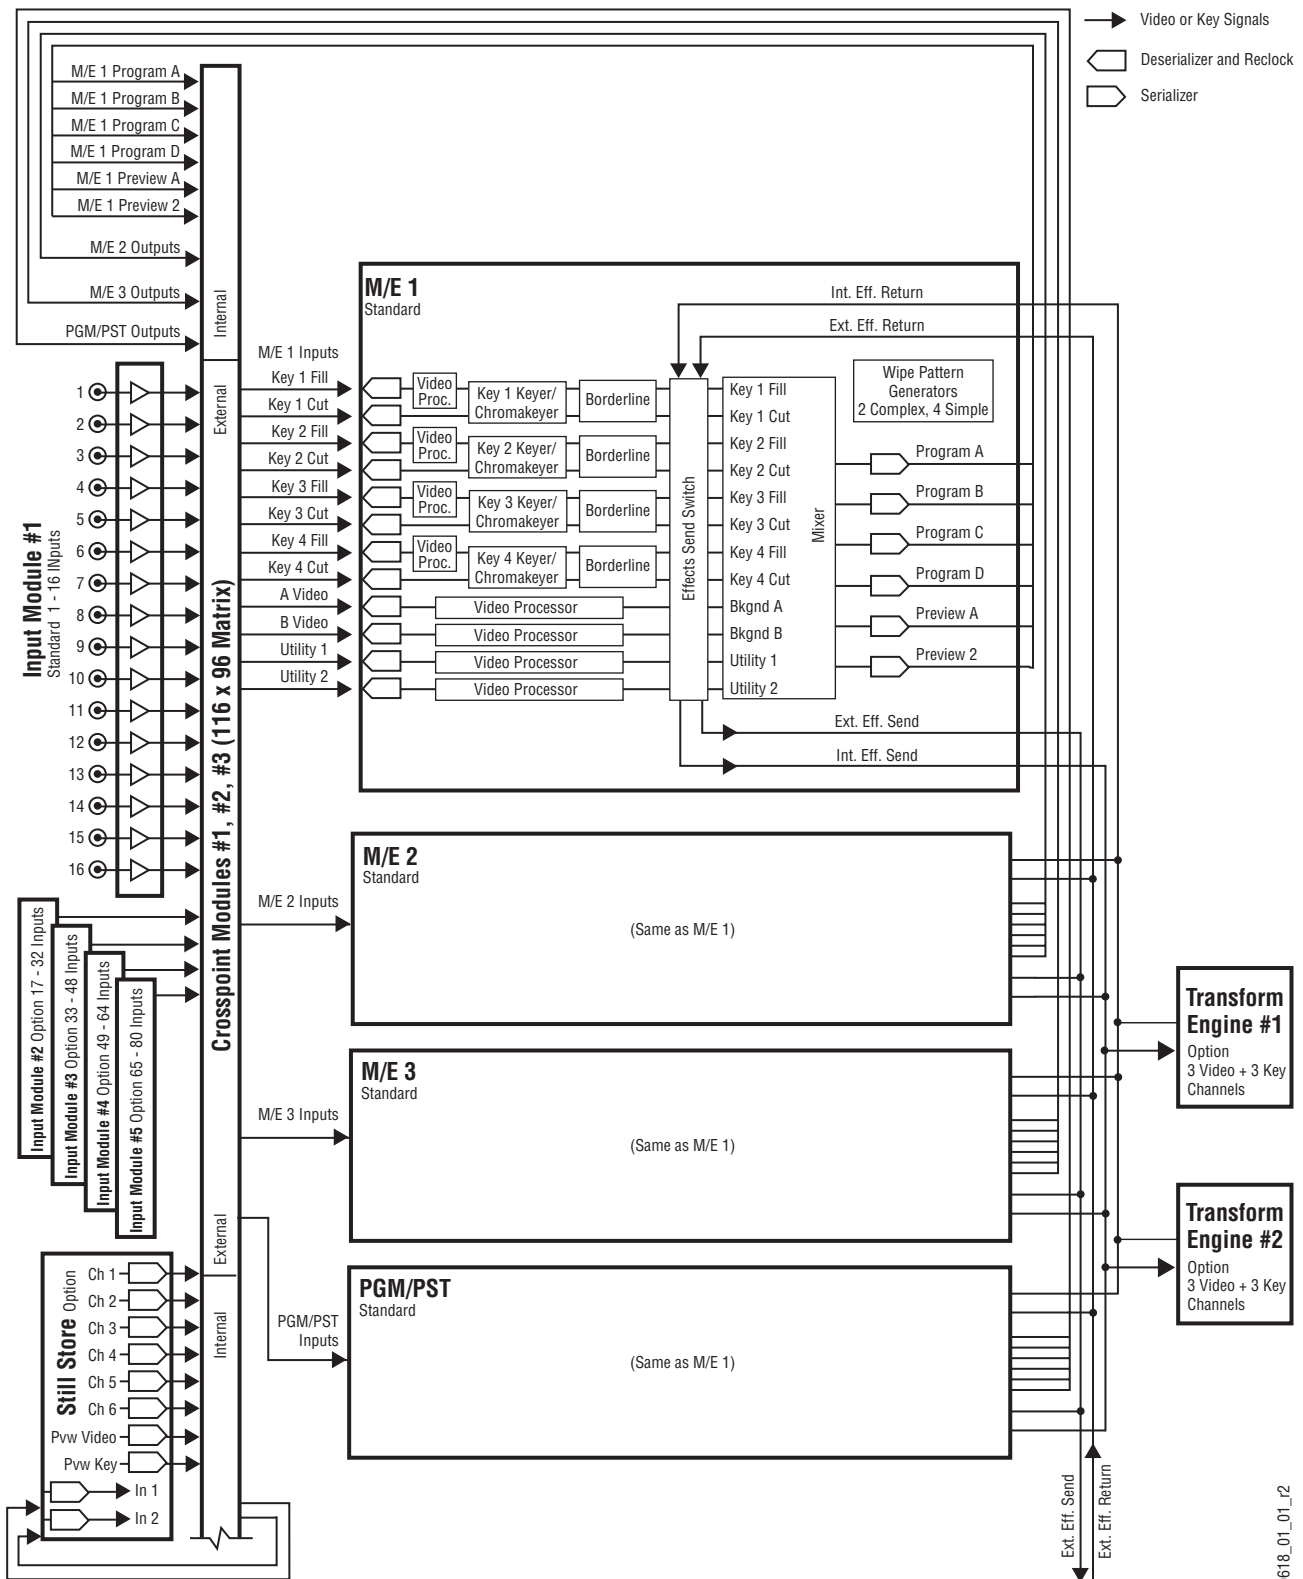 Video or Key Signals
Deserializer and Reclock
Serializer
M/E 1 Program A
M/E 1 Program B
M/E 1 Program C
M/E 1 Program D
M/E 1 Preview A
M/E 1 Preview 2
M/E 2 Outputs
M/E 3 Outputs
PGM/PST Outputs
Internal
External
Crosspoint Modules #1, #2, #3 (116 x 96 Matrix)
External
Internal
Input Module #1
Standard 1 - 16 INputs
1
2
3
4
5
6
7
8
9
10
11
12
13
14
15
16
Input Module #2 Option 17 - 32 Inputs
Input Module #3 Option 33 - 48 Inputs
Input Module #4 Option 49 - 64 Inputs
Input Module #5 Option 65 - 80 Inputs
Still Store Option
Ch 1
Ch 2
Ch 3
Ch 4
Ch 5
Ch 6
Pvw Video
Pvw Key
In 1
In 2
M/E 1 Inputs
Key 1 Fill
Key 1 Cut
Key 2 Fill
Key 2 Cut
Key 3 Fill
Key 3 Cut
Key 4 Fill
Key 4 Cut
A Video
B Video
Utility 1
Utility 2
M/E 1
Standard
Int. Eff. Return
Ext. Eff. Return
Video
Proc.
Key 1 Keyer/
Chromakeyer
Borderline
Video
Proc.
Key 2 Keyer/
Chromakeyer
Borderline
Video
Proc.
Key 3 Keyer/
Chromakeyer
Borderline
Video
Proc.
Key 4 Keyer/
Chromakeyer
Borderline
Video Processor
Video Processor
Video Processor
Video Processor
Effects Send Switch
Key 1 Fill
Key 1 Cut
Key 2 Fill
Key 2 Cut
Key 3 Fill
Key 3 Cut
Key 4 Fill
Key 4 Cut
Bkgnd A
Bkgnd B
Utility 1
Utility 2
Mixer
Wipe Pattern
Generators
2 Complex, 4 Simple
Program A
Program B
Program C
Program D
Preview A
Preview 2
Ext. Eff. Send
Int. Eff. Send
M/E 2 Inputs
M/E 2
Standard
(Same as M/E 1)
M/E 3 Inputs
M/E 3
Standard
(Same as M/E 1)
PGM/PST
Inputs
PGM/PST
Standard
(Same as M/E 1)
Transform
Engine #1
Option
3 Video + 3 Key
Channels
Transform
Engine #2
Option
3 Video + 3 Key
Channels
Ext. Eff. Send
Ext. Eff. Return
618_01_01_r2